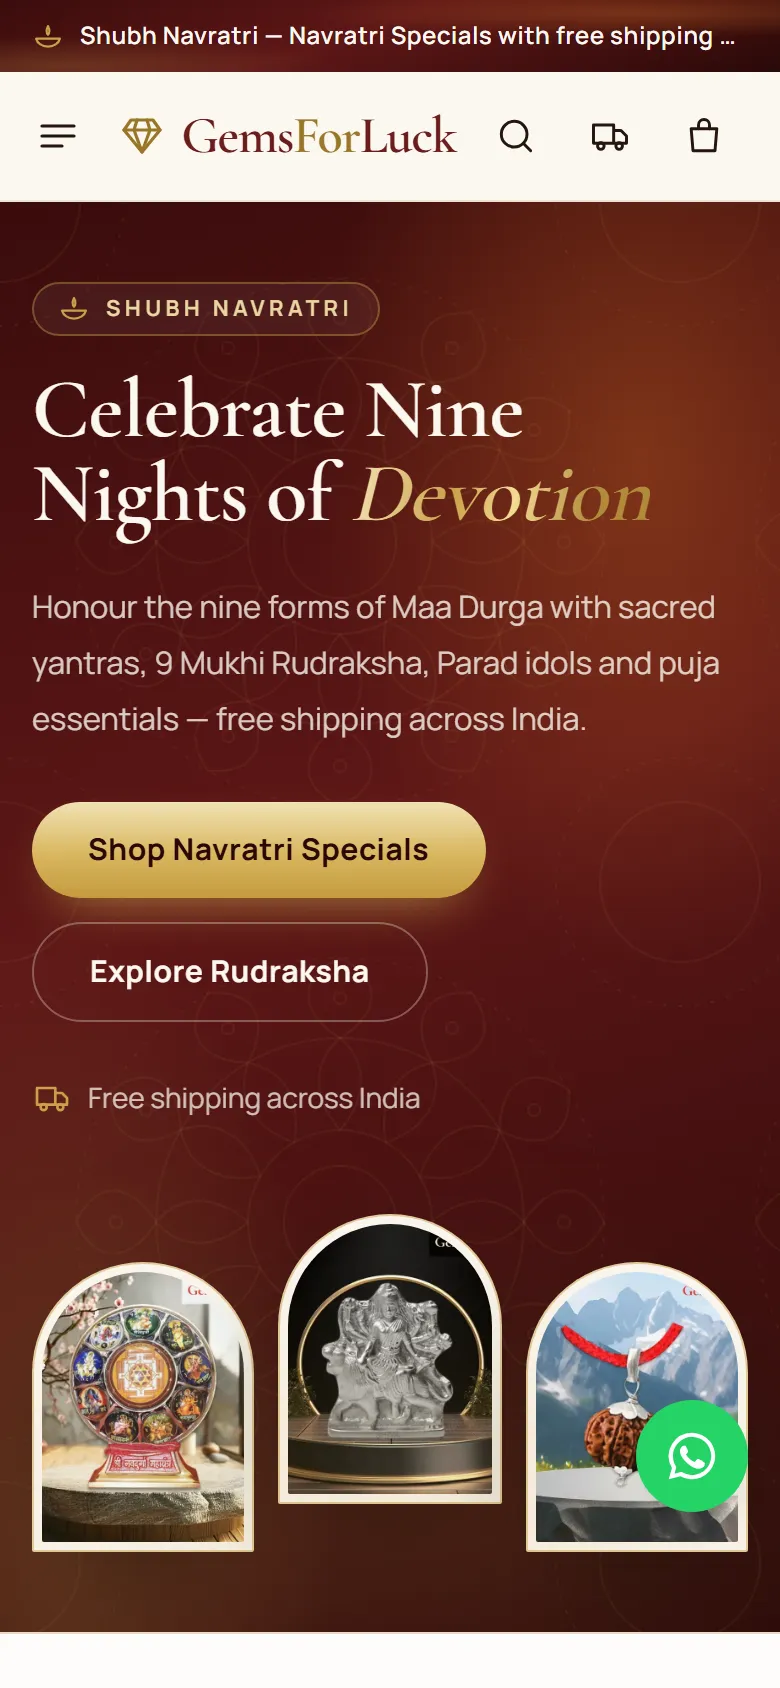 Shubh Navratri — Navratri Specials with free shipping ...
GemsForLuck
SHUBH NAVRATRI
Celebrate Nine
Nights of Devotion
Honour the nine forms of Maa Durga with sacred
yantras, 9 Mukhi Rudraksha, Parad idols and puja
essentials — free shipping across India.
Shop Navratri Specials
Explore Rudraksha
Free shipping across India